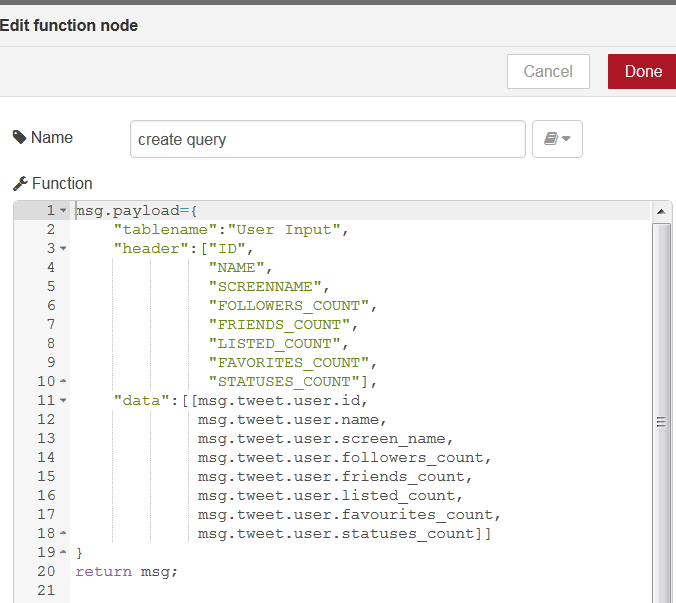 Edit function node
Cancel Done
Name create query
Function
1 msg.payload={
2 "tablename":"User Input",
3 "header":["ID",
4 "NAME",
5 "SCREENNAME",
6 "FOLLOWERS_COUNT",
7 "FRIENDS_COUNT",
8 "LISTED_COUNT",
9 "FAVORITES_COUNT",
10 "STATUSES_COUNT"],
11 "data":[[msg.tweet.user.id,
12 msg.tweet.user.name,
13 msg.tweet.user.screen_name,
14 msg.tweet.user.followers_count,
15 msg.tweet.user.friends_count,
16 msg.tweet.user.listed_count,
17 msg.tweet.user.favourites_count,
18 msg.tweet.user.statuses_count]]
19 }
20 return msg;
21